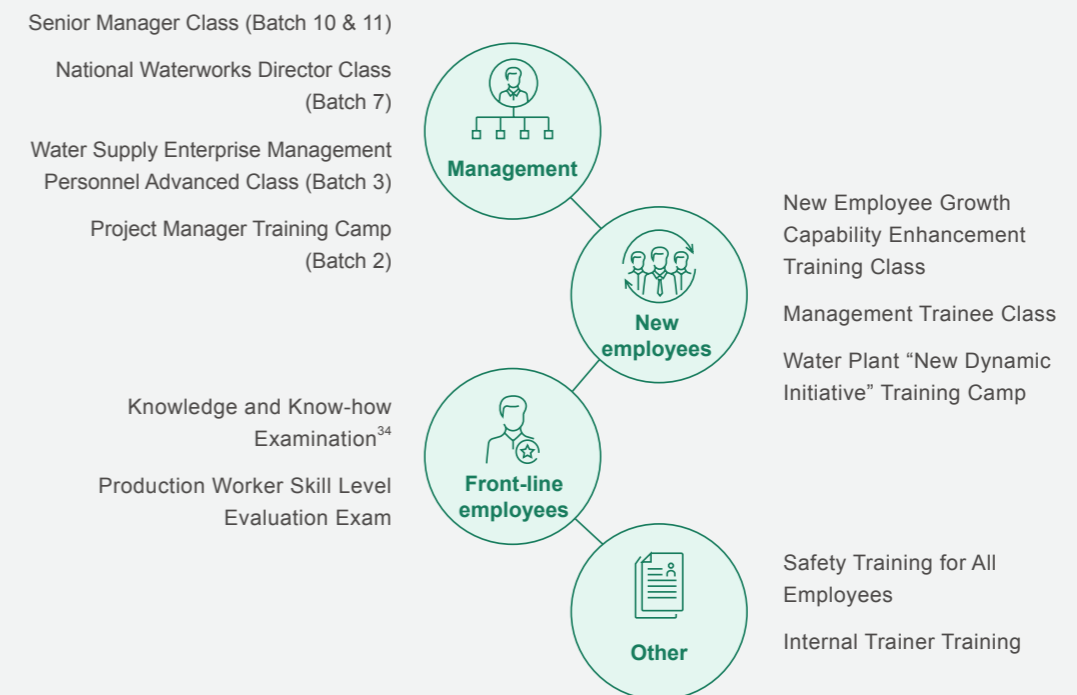 Senior Manager Class (Batch 10 & 11)
National Waterworks Director Class
(Batch 7)
Water Supply Enterprise Management
Personnel Advanced Class (Batch 3)
Project Manager Training Camp
(Batch 2)
Management
New Employee Growth
Capability Enhancement
Training Class
Management Trainee Class
Water Plant “New Dynamic
Initiative” Training Camp
New
employees
Knowledge and Know-how
Examination34
Production Worker Skill Level
Evaluation Exam
Front-line
employees
Safety Training for All
Employees
Internal Trainer Training
Other